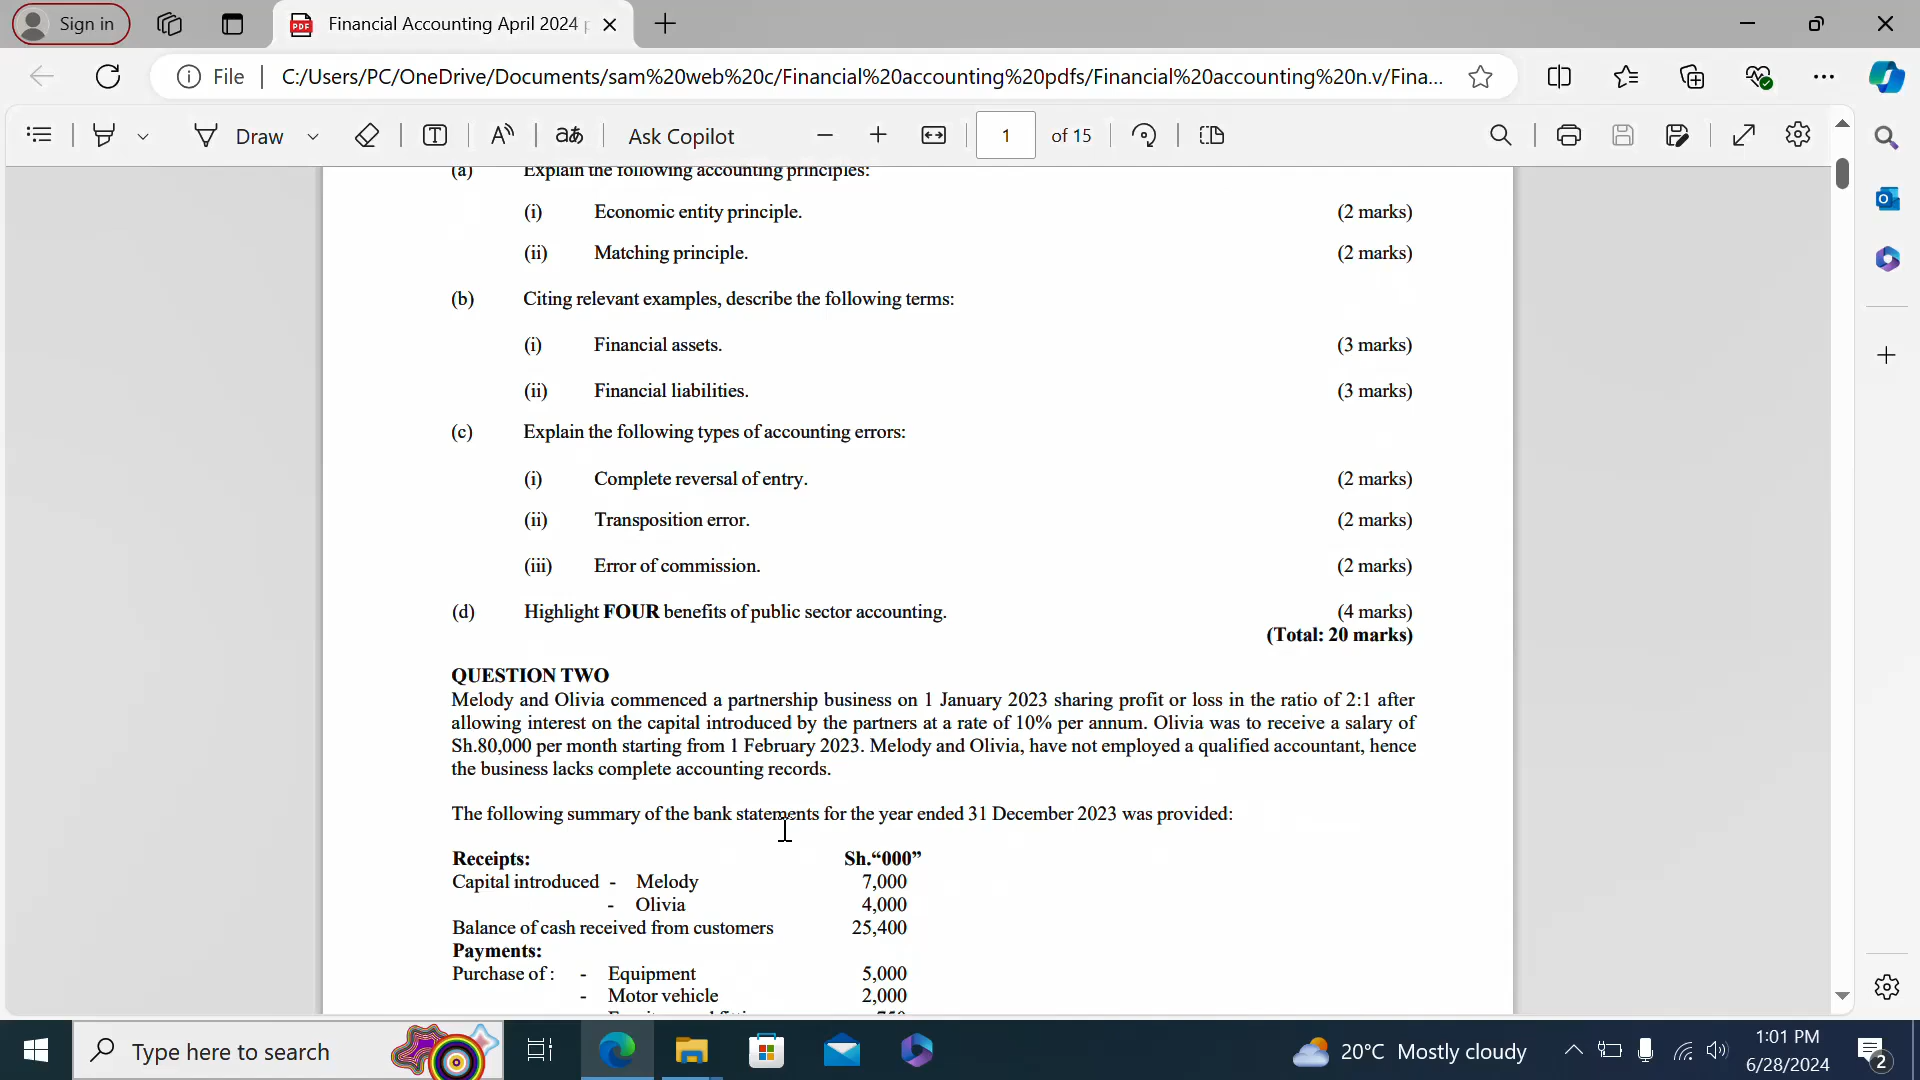 Sign in
Financial Accounting April 2024
File
C:/Users/PC/OneDrive/Documents/sam%20web%20c/Financial%20accounting%20pdfs/Financial%20accounting%20n.v/Fina...
Draw
A
aあ
Ask Copilot
1 of 15
(a) Explain the following accounting principles:
(i) Economic entity principle. (2 marks)
(ii) Matching principle. (2 marks)
(b) Citing relevant examples, describe the following terms:
(i) Financial assets. (3 marks)
(ii) Financial liabilities. (3 marks)
(c) Explain the following types of accounting errors:
(i) Complete reversal of entry. (2 marks)
(ii) Transposition error. (2 marks)
(iii) Error of commission. (2 marks)
(d) Highlight FOUR benefits of public sector accounting. (4 marks)
(Total: 20 marks)
QUESTION TWO
Melody and Olivia commenced a partnership business on 1 January 2023 sharing profit or loss in the ratio of 2:1 after
allowing interest on the capital introduced by the partners at a rate of 10% per annum. Olivia was to receive a salary of
Sh.80,000 per month starting from 1 February 2023. Melody and Olivia, have not employed a qualified accountant, hence
the business lacks complete accounting records.
The following summary of the bank statements for the year ended 31 December 2023 was provided:
Receipts: Sh.“000”
Capital introduced - Melody 7,000
- Olivia 4,000
Balance of cash received from customers 25,400
Payments:
Purchase of : - Equipment 5,000
- Motor vehicle 2,000
Type here to search
20°C Mostly cloudy
1:01 PM
6/28/2024
2